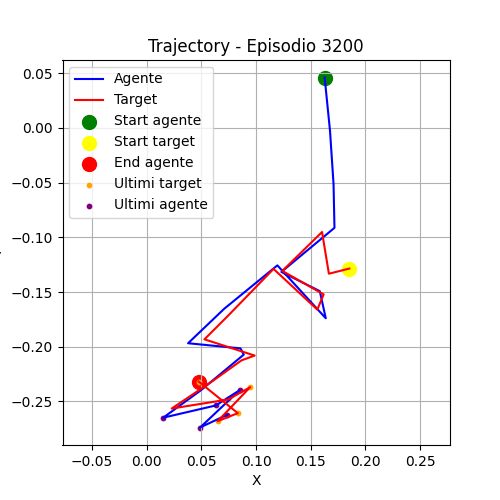 Trajectory - Episodio 3200
0.05
0.00
−0.05
−0.10
−0.15
−0.20
−0.25
Agente
Target
Start agente
Start target
End agente
Ultimi target
Ultimi agente
−0.05
0.00
0.05
0.10
0.15
0.20
0.25
X